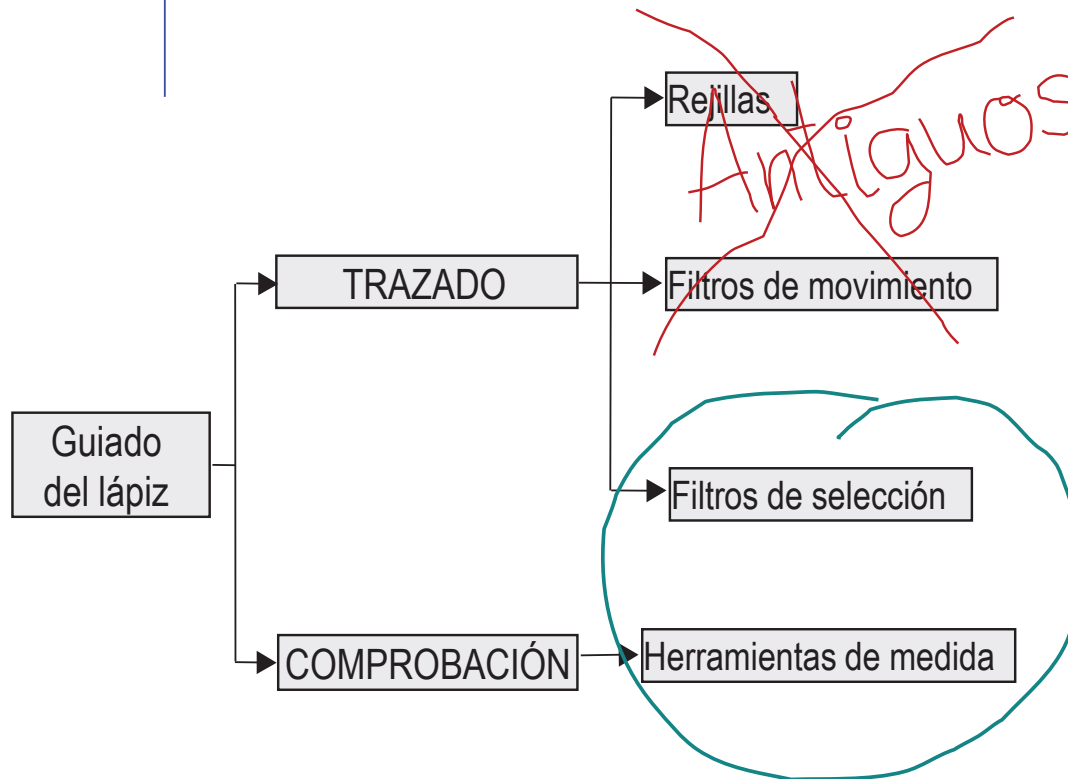 Rejillas
Antiguos
TRAZADO
Filtros de movimiento
Guiado
del lápiz
Filtros de selección
COMPROBACIÓN
Herramientas de medida